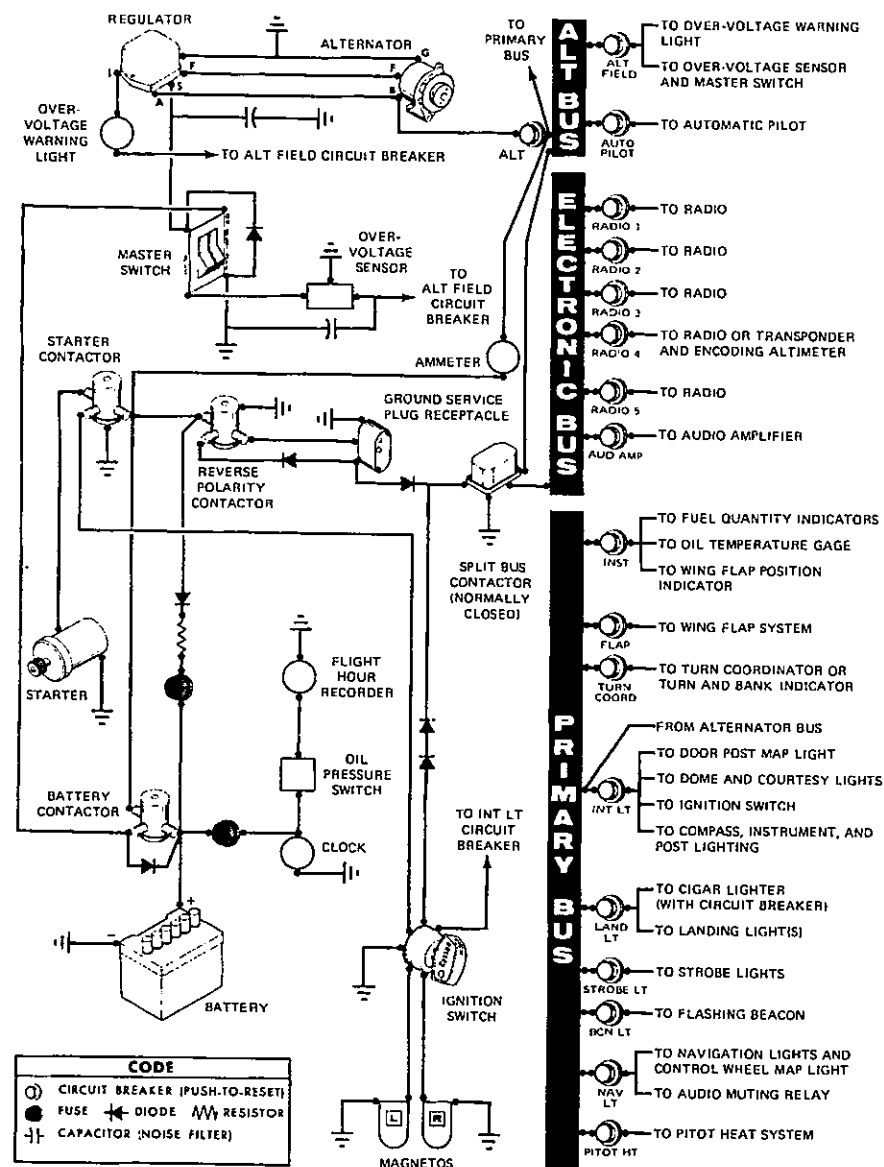 REGULATOR
ALTERNATOR
G
F
F
I
S
A
B
OVER-
VOLTAGE
WARNING
LIGHT
TO ALT FIELD CIRCUIT BREAKER
TO
PRIMARY
BUS
ALT
ALT BUS
ALT
FIELD
TO OVER-VOLTAGE WARNING
LIGHT
TO OVER-VOLTAGE SENSOR
AND MASTER SWITCH
AUTO
PILOT
TO AUTOMATIC PILOT
MASTER
SWITCH
OVER-
VOLTAGE
SENSOR
TO
ALT FIELD
CIRCUIT
BREAKER
AMMETER
STARTER
CONTACTOR
GROUND SERVICE
PLUG RECEPTACLE
REVERSE
POLARITY
CONTACTOR
ELECTRONIC BUS
RADIO 1
TO RADIO
RADIO 2
TO RADIO
RADIO 3
TO RADIO
RADIO 4
TO RADIO OR TRANSPONDER
AND ENCODING ALTIMETER
RADIO 5
TO RADIO
AUD AMP
TO AUDIO AMPLIFIER
SPLIT BUS
CONTACTOR
(NORMALLY
CLOSED)
STARTER
FLIGHT
HOUR
RECORDER
OIL
PRESSURE
SWITCH
BATTERY
CONTACTOR
CLOCK
TO INT LT
CIRCUIT
BREAKER
+
-
BATTERY
IGNITION
SWITCH
L
R
MAGNETOS
PRIMARY BUS
INST
TO FUEL QUANTITY INDICATORS
TO OIL TEMPERATURE GAGE
TO WING FLAP POSITION
INDICATOR
FLAP
TO WING FLAP SYSTEM
TURN
COORD
TO TURN COORDINATOR OR
TURN AND BANK INDICATOR
FROM ALTERNATOR BUS
INT LT
TO DOOR POST MAP LIGHT
TO DOME AND COURTESY LIGHTS
TO IGNITION SWITCH
TO COMPASS, INSTRUMENT, AND
POST LIGHTING
LAND
LT
TO CIGAR LIGHTER
(WITH CIRCUIT BREAKER)
TO LANDING LIGHT(S)
STROBE LT
TO STROBE LIGHTS
BCN LT
TO FLASHING BEACON
NAV
LT
TO NAVIGATION LIGHTS AND
CONTROL WHEEL MAP LIGHT
TO AUDIO MUTING RELAY
PITOT HT
TO PITOT HEAT SYSTEM
CODE
CIRCUIT BREAKER (PUSH-TO-RESET)
FUSE DIODE RESISTOR
CAPACITOR (NOISE FILTER)